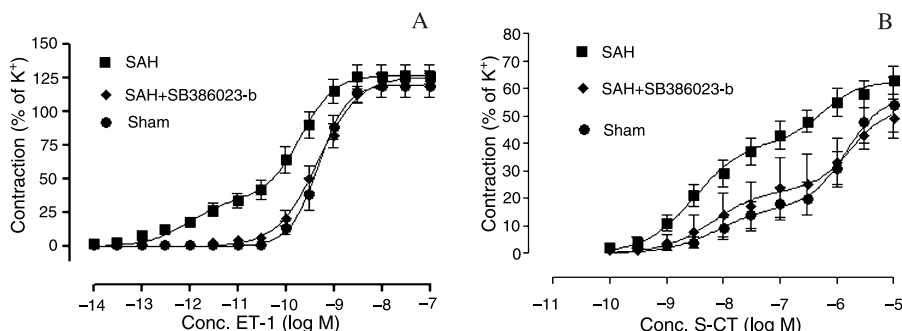 A
Contraction (% of K⁺)
150
125
100
75
50
25
0
SAH
SAH+SB386023-b
Sham
−14 −13 −12 −11 −10 −9 −8 −7
Conc. ET-1 (log M)
B
Contraction (% of K⁺)
80
70
60
50
40
30
20
10
0
SAH
SAH+SB386023-b
Sham
−11 −10 −9 −8 −7 −6 −5
Conc. S-CT (log M)